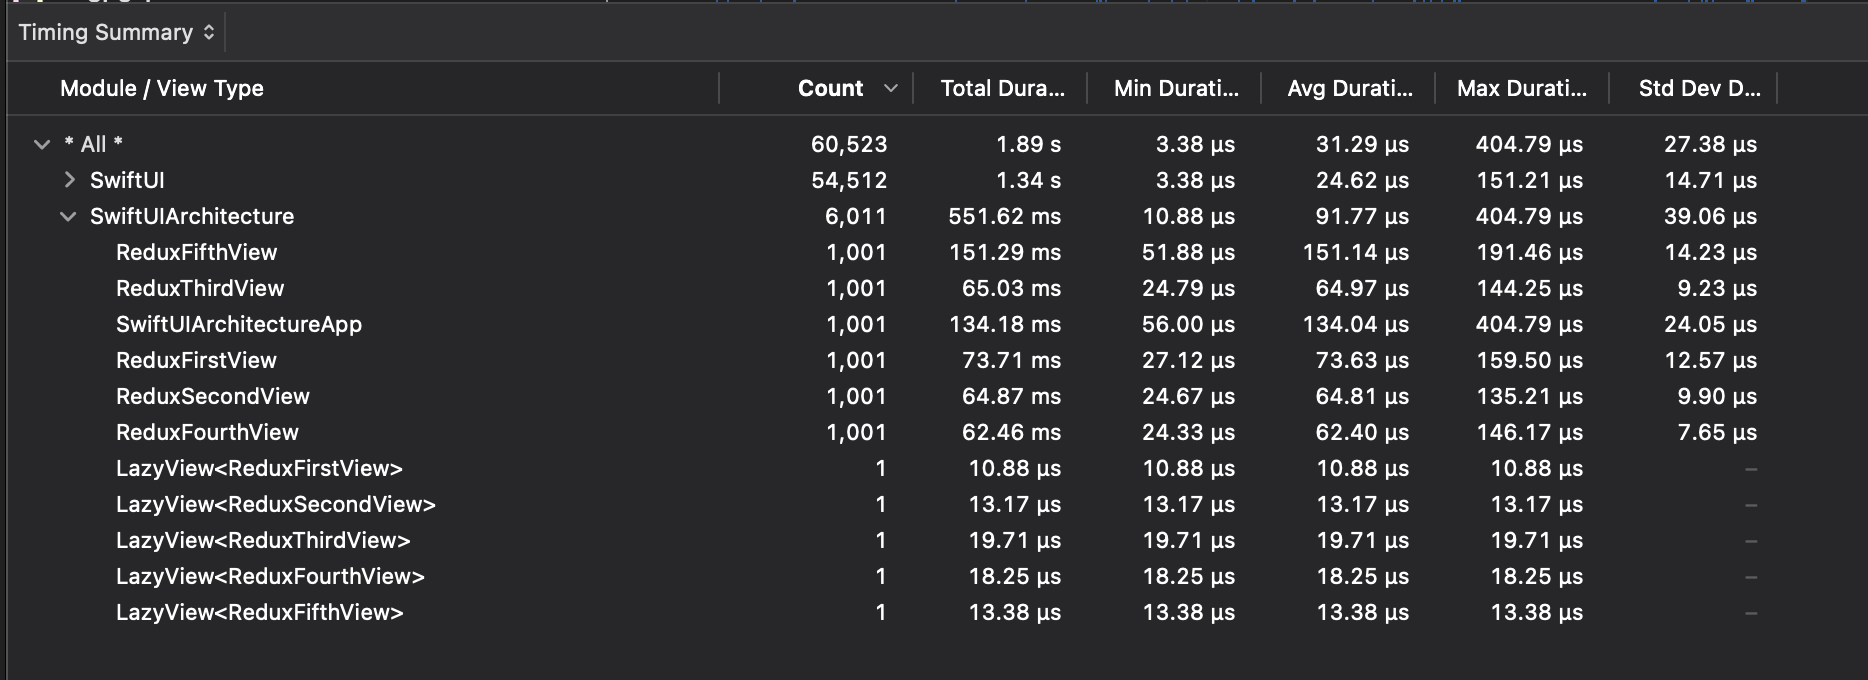 Timing Summary
Module / View Type Count Total Dura... Min Durati... Avg Durati... Max Durati... Std Dev D...
* All * 60,523 1.89 s 3.38 µs 31.29 µs 404.79 µs 27.38 µs
SwiftUI 54,512 1.34 s 3.38 µs 24.62 µs 151.21 µs 14.71 µs
SwiftUIArchitecture 6,011 551.62 ms 10.88 µs 91.77 µs 404.79 µs 39.06 µs
ReduxFifthView 1,001 151.29 ms 51.88 µs 151.14 µs 191.46 µs 14.23 µs
ReduxThirdView 1,001 65.03 ms 24.79 µs 64.97 µs 144.25 µs 9.23 µs
SwiftUIArchitectureApp 1,001 134.18 ms 56.00 µs 134.04 µs 404.79 µs 24.05 µs
ReduxFirstView 1,001 73.71 ms 27.12 µs 73.63 µs 159.50 µs 12.57 µs
ReduxSecondView 1,001 64.87 ms 24.67 µs 64.81 µs 135.21 µs 9.90 µs
ReduxFourthView 1,001 62.46 ms 24.33 µs 62.40 µs 146.17 µs 7.65 µs
LazyView<ReduxFirstView> 1 10.88 µs 10.88 µs 10.88 µs 10.88 µs –
LazyView<ReduxSecondView> 1 13.17 µs 13.17 µs 13.17 µs 13.17 µs –
LazyView<ReduxThirdView> 1 19.71 µs 19.71 µs 19.71 µs 19.71 µs –
LazyView<ReduxFourthView> 1 18.25 µs 18.25 µs 18.25 µs 18.25 µs –
LazyView<ReduxFifthView> 1 13.38 µs 13.38 µs 13.38 µs 13.38 µs –